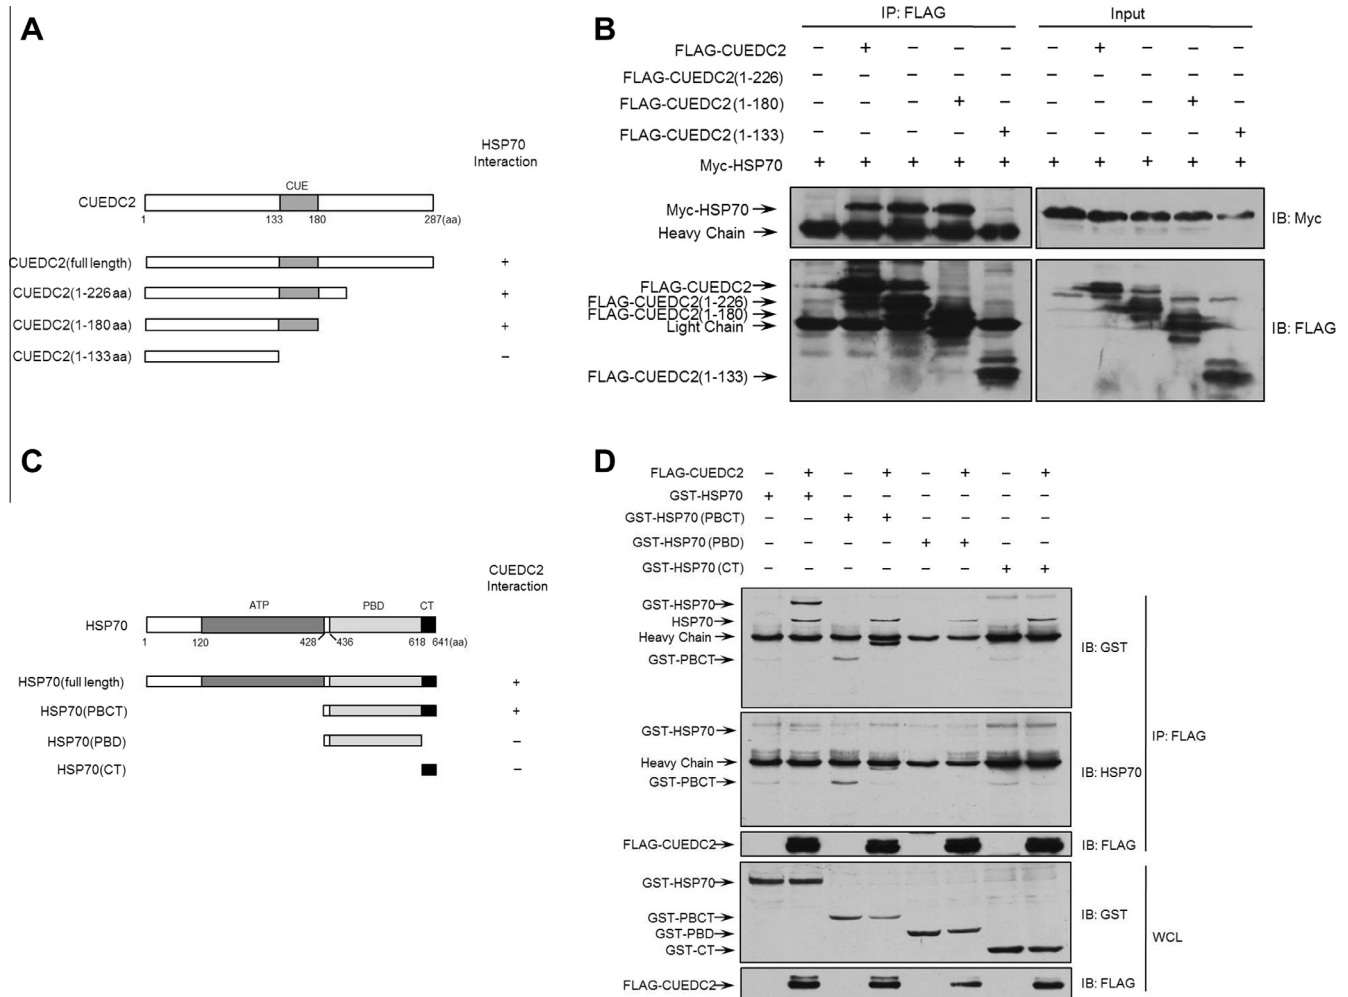 A
HSP70
Interaction
CUE
CUEDC2
1 133 180 287(aa)
CUEDC2(full length) +
CUEDC2(1-226aa) +
CUEDC2(1-180aa) +
CUEDC2(1-133aa) –
B
IP: FLAG Input
FLAG-CUEDC2 – + – – – – + – – –
FLAG-CUEDC2(1-226) – – – – – – – – – –
FLAG-CUEDC2(1-180) – – – + – – – – + –
FLAG-CUEDC2(1-133) – – – – + – – – – +
Myc-HSP70 + + + + + + + + + +
Myc-HSP70
Heavy Chain
IB: Myc
FLAG-CUEDC2
FLAG-CUEDC2(1-226)
FLAG-CUEDC2(1-180)
Light Chain
IB: FLAG
FLAG-CUEDC2(1-133)
C
CUEDC2
Interaction
ATP PBD CT
HSP70
1 120 428 436 618 641(aa)
HSP70(full length) +
HSP70(PBCT) +
HSP70(PBD) –
HSP70(CT) –
D
FLAG-CUEDC2 – + – + – + – +
GST-HSP70 + + – – – – – –
GST-HSP70(PBCT) – – + + – – – –
GST-HSP70(PBD) – – – – + + – –
GST-HSP70(CT) – – – – – – + +
GST-HSP70
HSP70
Heavy Chain
GST-PBCT
IB: GST
GST-HSP70
Heavy Chain
GST-PBCT
IB: HSP70
IP: FLAG
FLAG-CUEDC2
IB: FLAG
GST-HSP70
GST-PBCT
GST-PBD
GST-CT
IB: GST
WCL
FLAG-CUEDC2
IB: FLAG